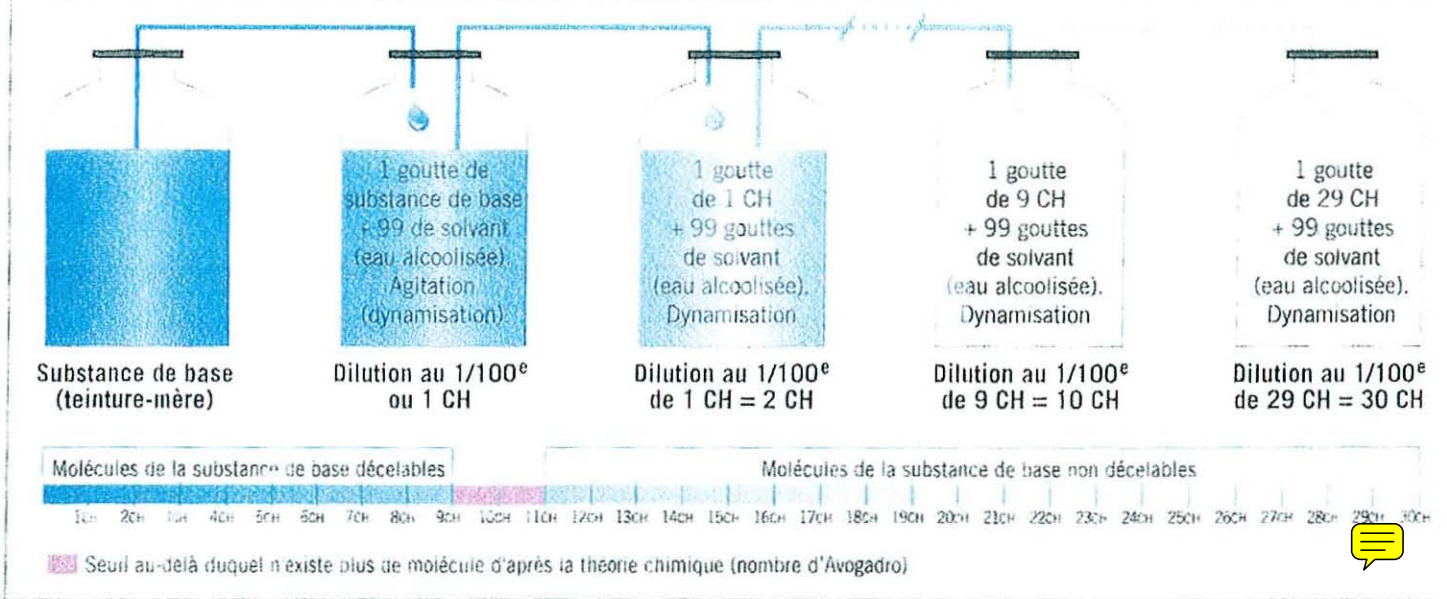 1 goutte de
substance de base
+ 99 de solvant
(eau alcoolisée).
Agitation
(dynamisation)
1 goutte
de 1 CH
+ 99 gouttes
de solvant
(eau alcoolisée).
Dynamisation
1 goutte
de 9 CH
+ 99 gouttes
de solvant
(eau alcoolisée).
Dynamisation
1 goutte
de 29 CH
+ 99 gouttes
de solvant
(eau alcoolisée).
Dynamisation
Substance de base
(teinture-mère)
Dilution au 1/100e
ou 1 CH
Dilution au 1/100e
de 1 CH = 2 CH
Dilution au 1/100e
de 9 CH = 10 CH
Dilution au 1/100e
de 29 CH = 30 CH
Molécules de la substance de base décelables
Molécules de la substance de base non décelables
1CH 2CH 3CH 4CH 5CH 6CH 7CH 8CH 9CH 10CH 11CH 12CH 13CH 14CH 15CH 16CH 17CH 18CH 19CH 20CH 21CH 22CH 23CH 24CH 25CH 26CH 27CH 28CH 29CH 30CH
Seuil au-delà duquel n'existe plus de molécule d'après la théorie chimique (nombre d'Avogadro)